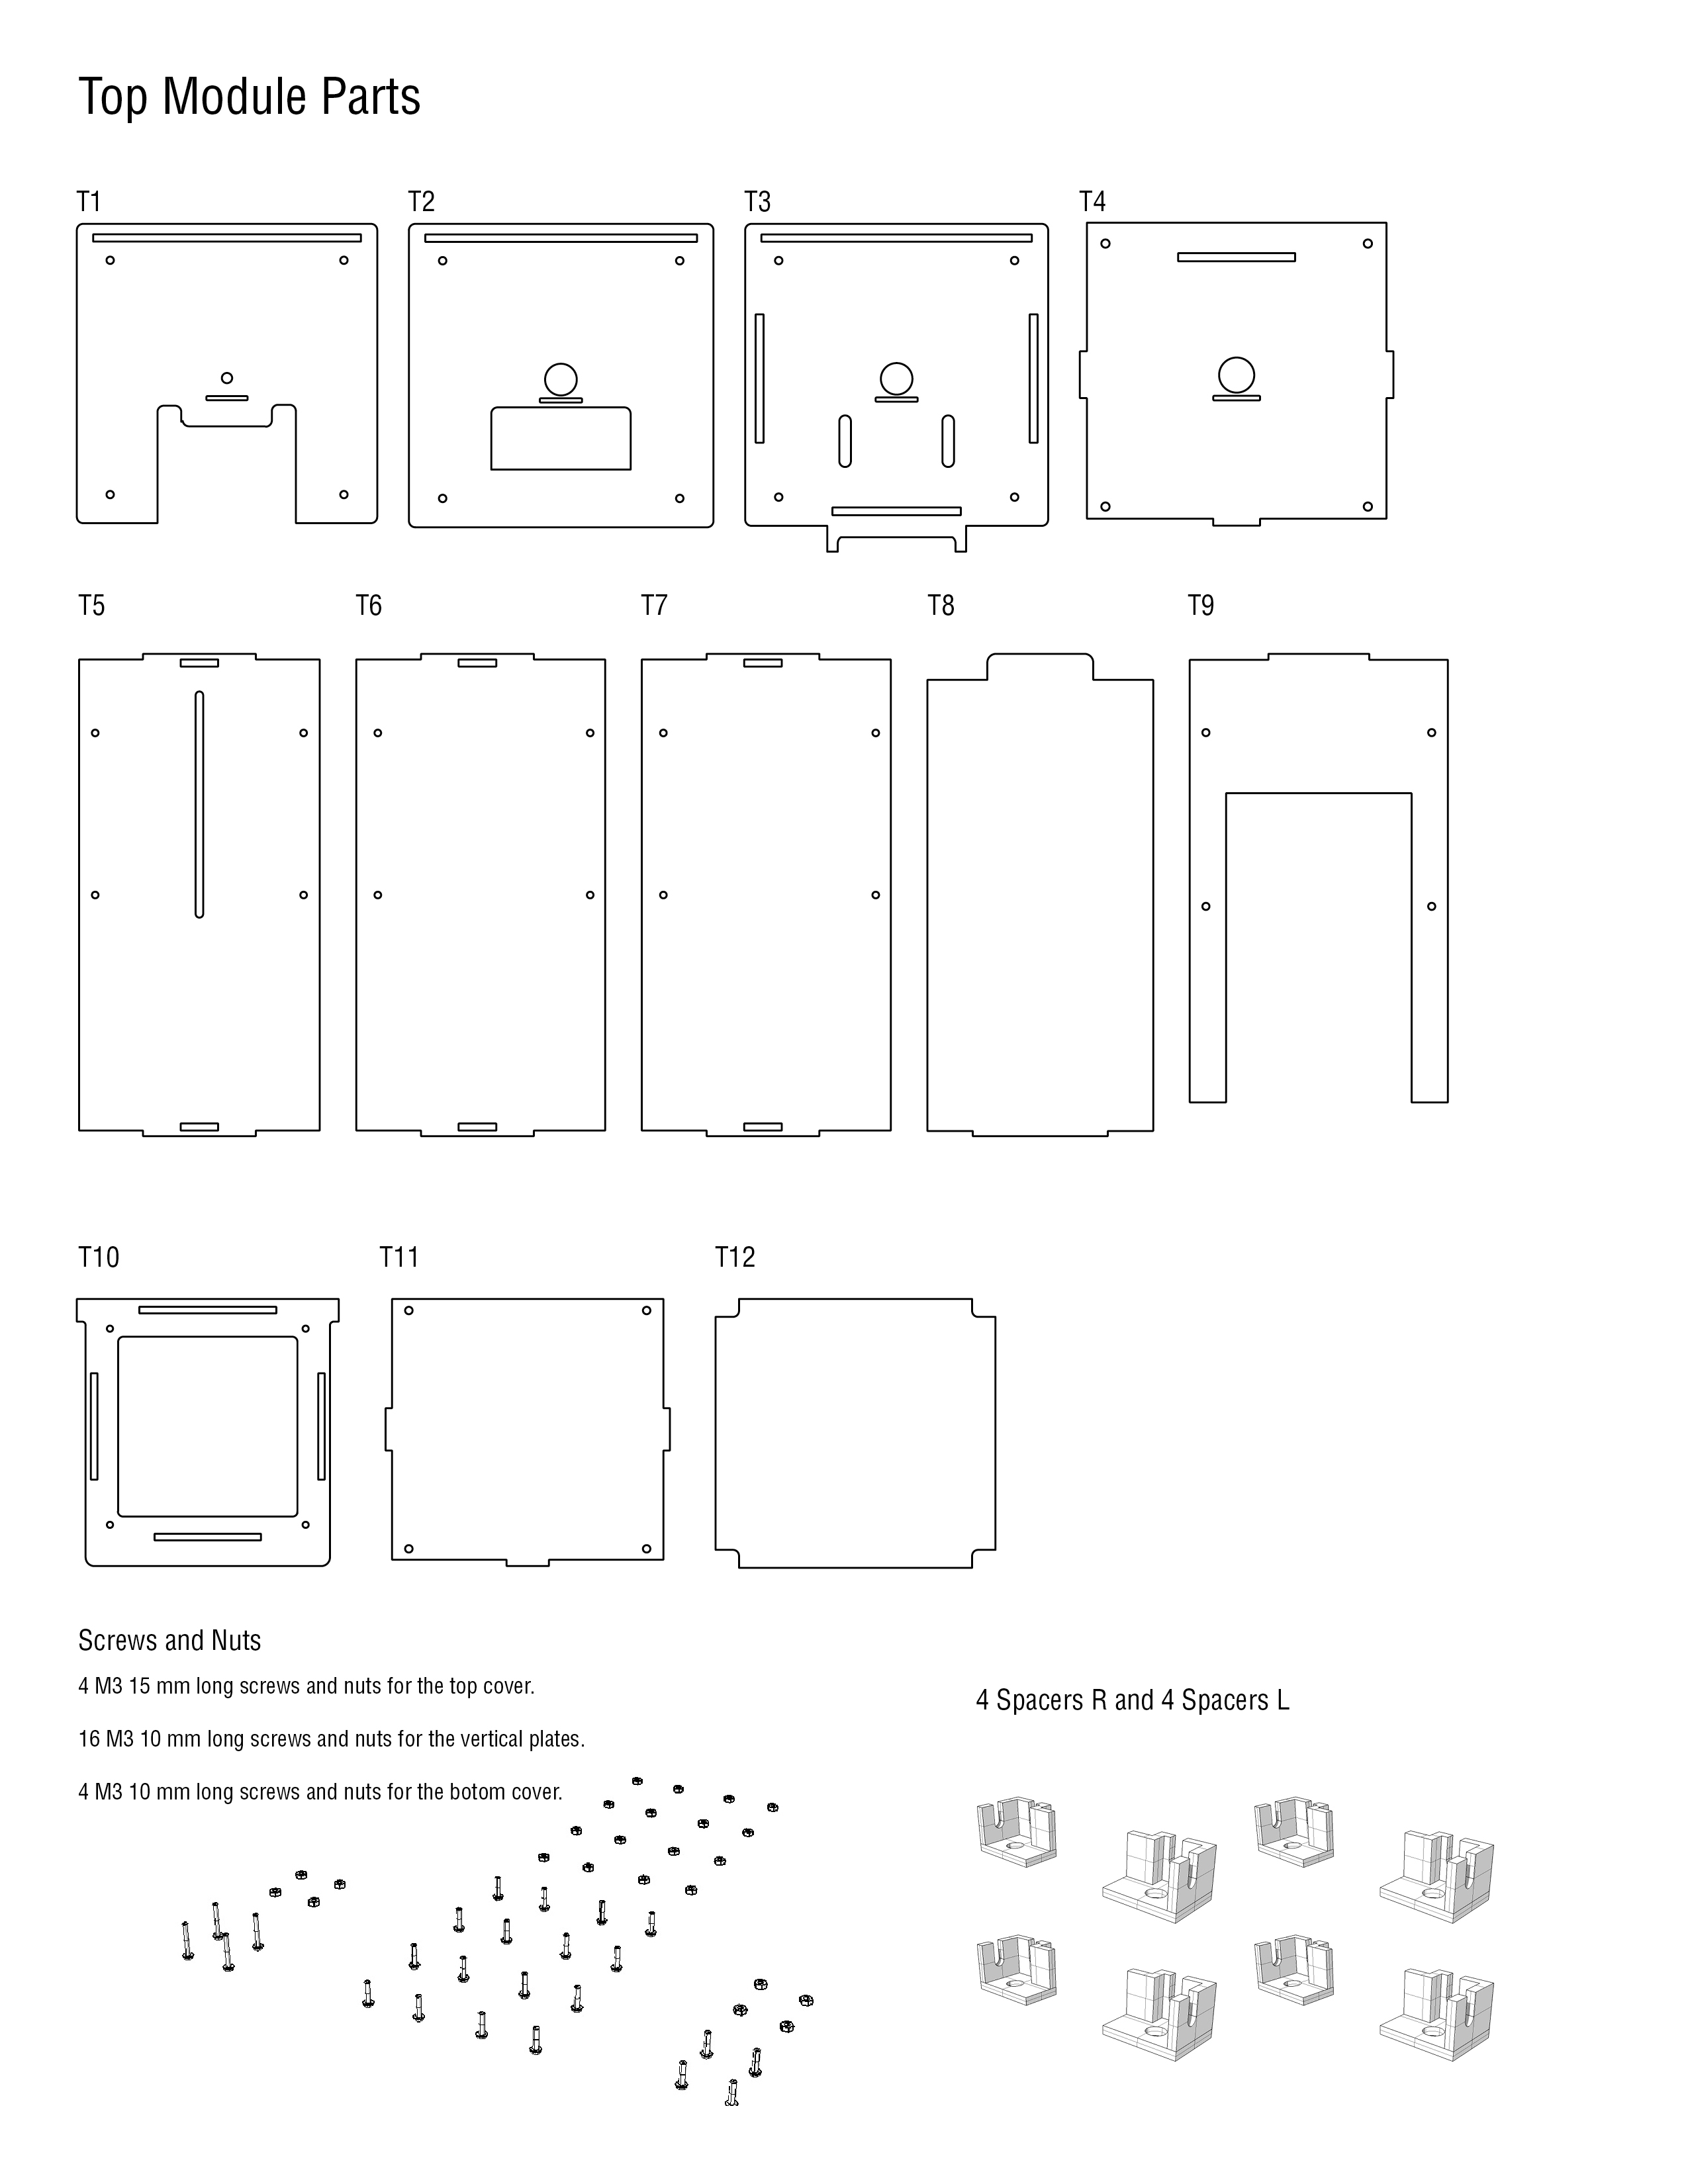 Top Module Parts
T1
T2
T3
T4
T5
T6
T7
T8
T9
T10
T11
T12
Screws and Nuts
4 M3 15 mm long screws and nuts for the top cover.
16 M3 10 mm long screws and nuts for the vertical plates.
4 M3 10 mm long screws and nuts for the botom cover.
4 Spacers R and 4 Spacers L